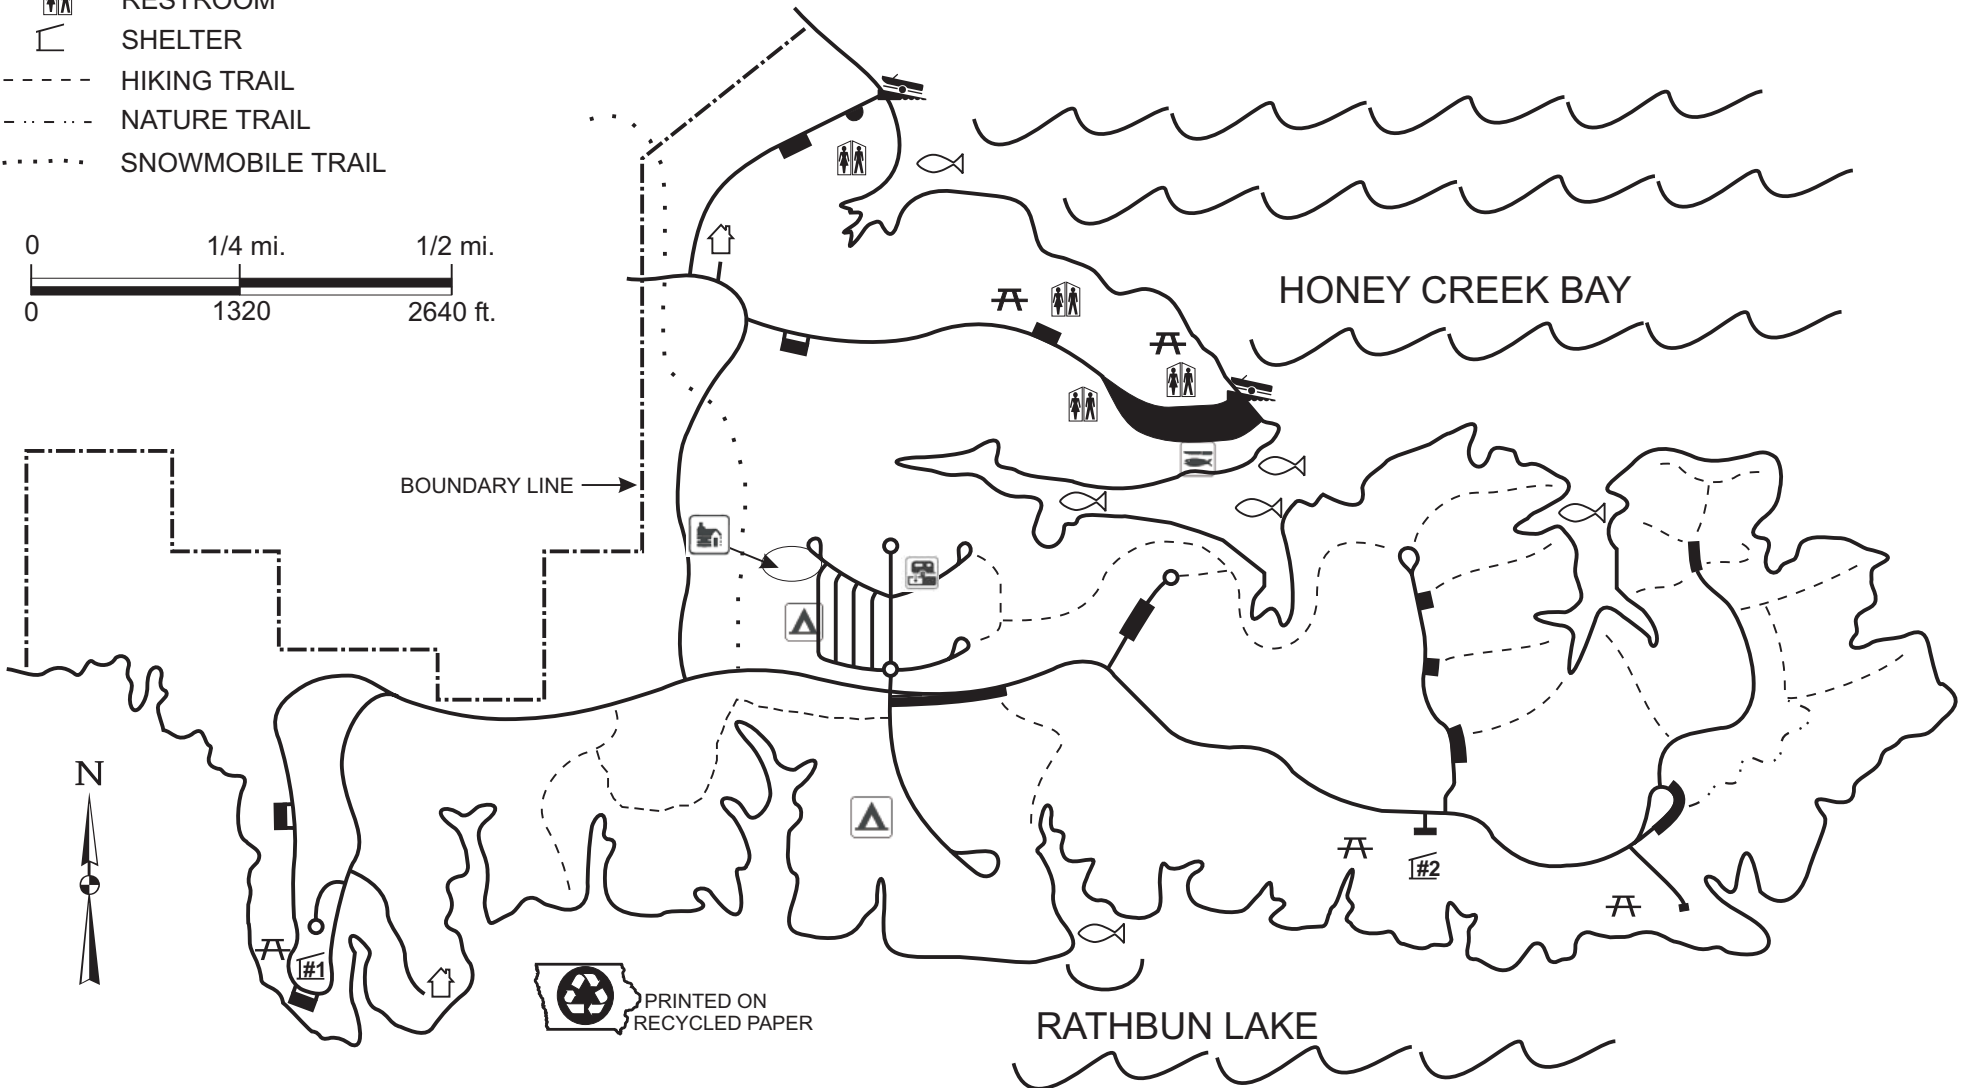 RESTROOM
SHELTER
HIKING TRAIL
NATURE TRAIL
SNOWMOBILE TRAIL
0 1/4 mi. 1/2 mi.
0 1320 2640 ft.
HONEY CREEK BAY
BOUNDARY LINE
N
#2
#1
PRINTED ON
RECYCLED PAPER
RATHBUN LAKE